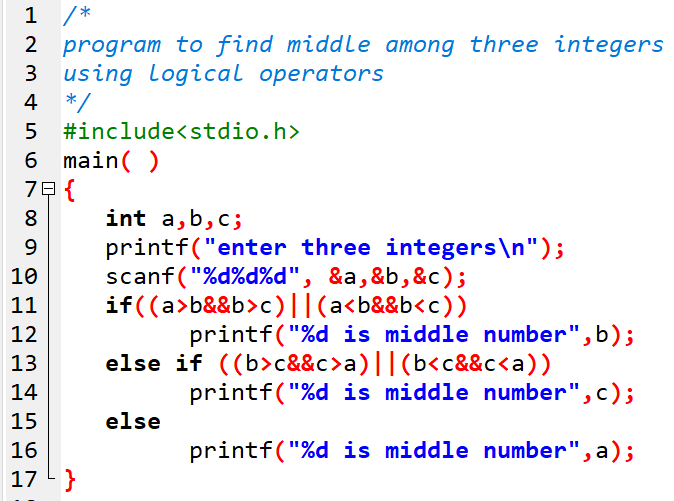 1 /*
2 program to find middle among three integers
3 using logical operators
4 */
5 #include<stdio.h>
6 main( )
7 {
8 int a,b,c;
9 printf("enter three integers\n");
10 scanf("%d%d%d", &a,&b,&c);
11 if((a>b&&b>c)||(a<b&&b<c))
12 printf("%d is middle number",b);
13 else if ((b>c&&c>a)||(b<c&&c<a))
14 printf("%d is middle number",c);
15 else
16 printf("%d is middle number",a);
17 }